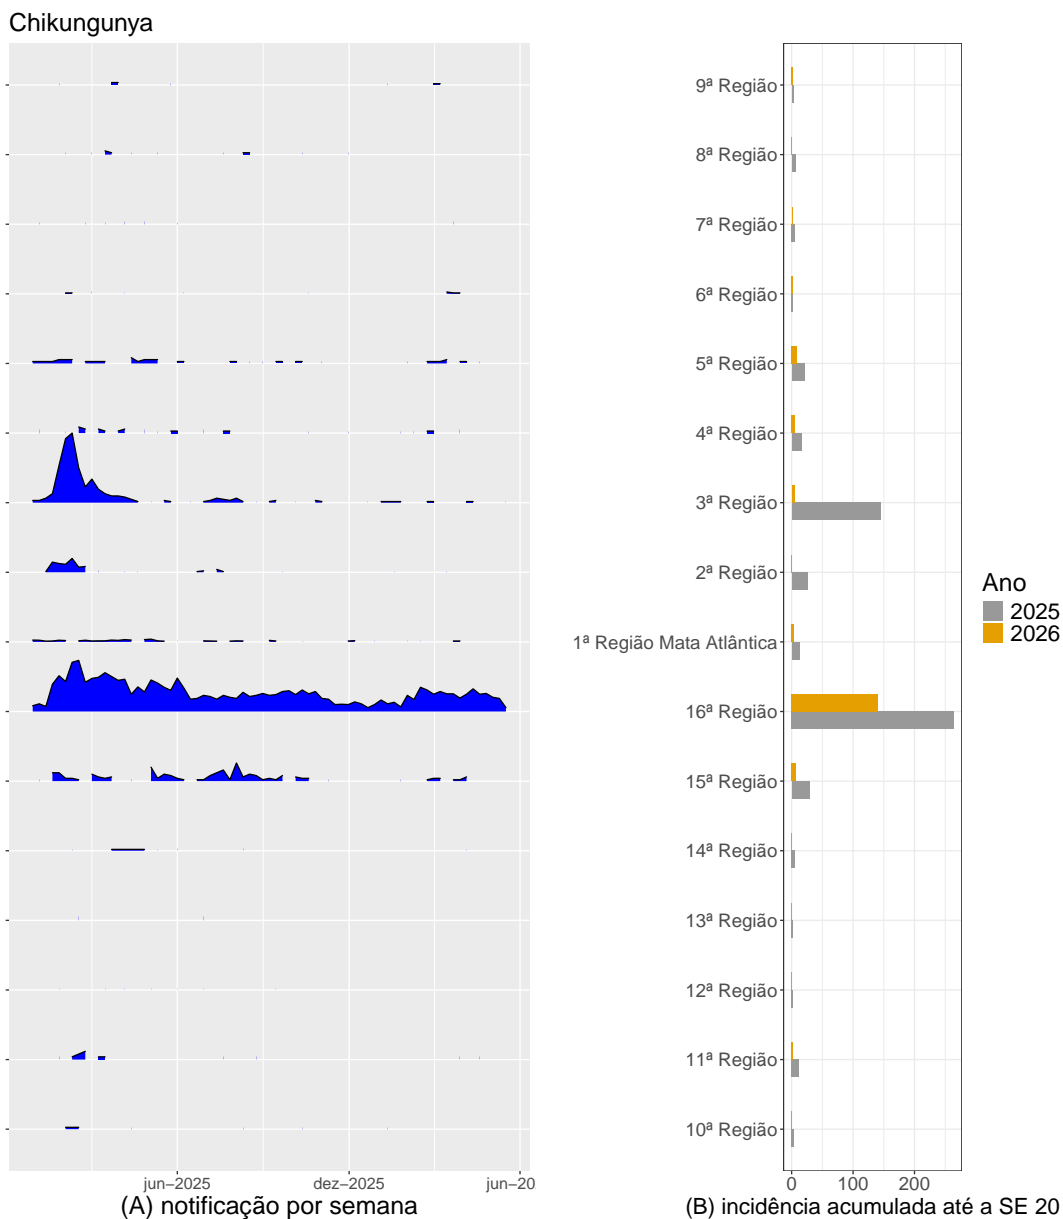 Chikungunya
9ª Região
8ª Região
7ª Região
6ª Região
5ª Região
4ª Região
3ª Região
2ª Região
1ª Região Mata Atlântica
16ª Região
15ª Região
14ª Região
13ª Região
12ª Região
11ª Região
10ª Região
Ano
2025
2026
jun−2025 dez−2025 jun−20
0 100 200
(A) notificação por semana
(B) incidência acumulada até a SE 20